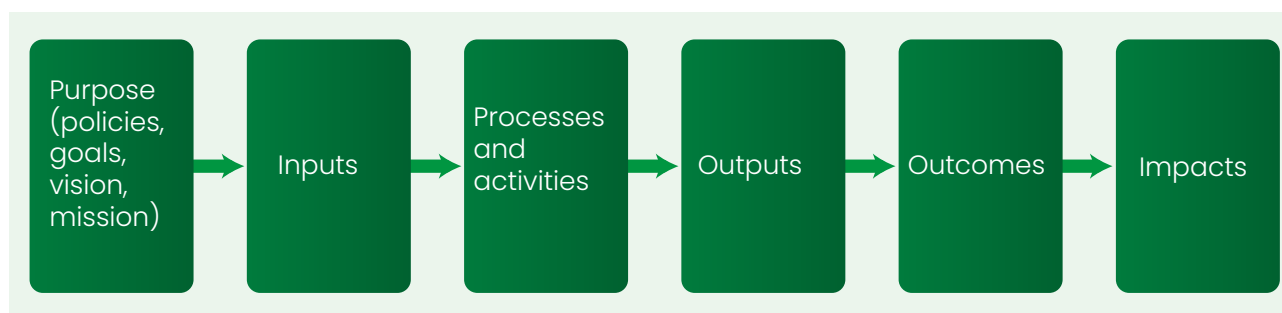 Purpose
(policies,
goals,
vision,
mission)
Inputs
Processes
and
activities
Outputs
Outcomes
Impacts